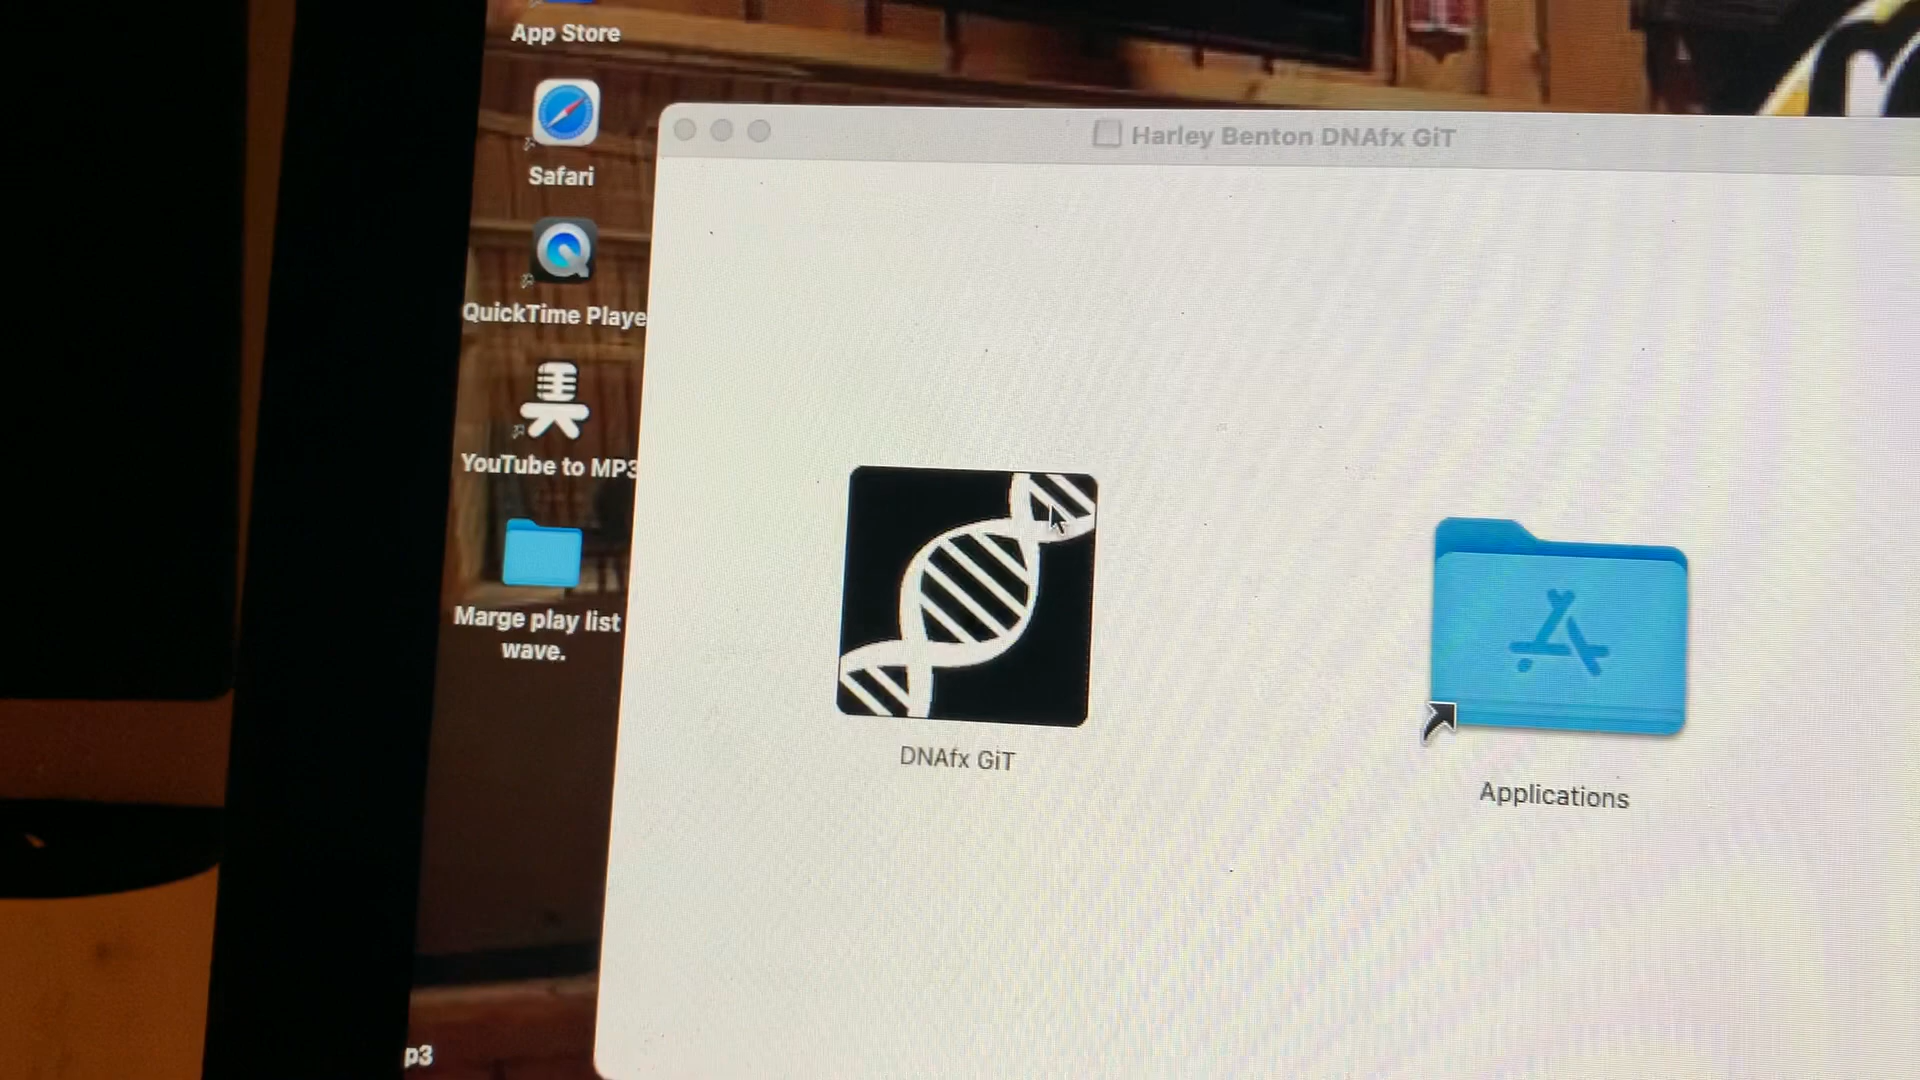 App Store
Safari
QuickTime Playe
YouTube to MP3
Marge play list
wave.
p3
Harley Benton DNAfx GiT
DNAfx GiT
Applications